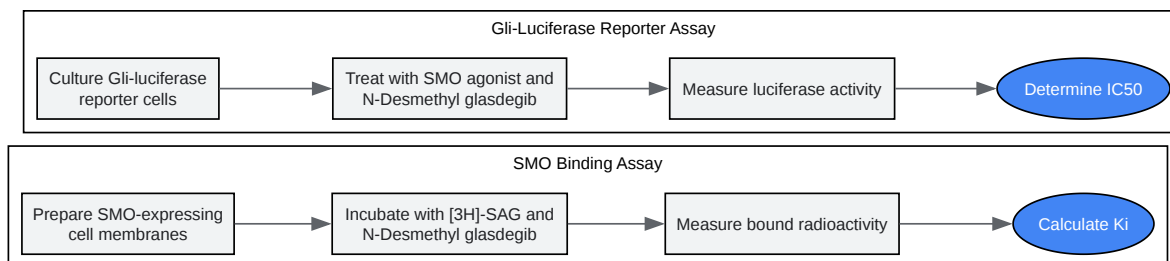 Gli-Luciferase Reporter Assay
Culture Gli-luciferase
reporter cells
Treat with SMO agonist and
N-Desmethyl glasdegib
Measure luciferase activity
Determine IC50
SMO Binding Assay
Prepare SMO-expressing
cell membranes
Incubate with [3H]-SAG and
N-Desmethyl glasdegib
Measure bound radioactivity
Calculate Ki